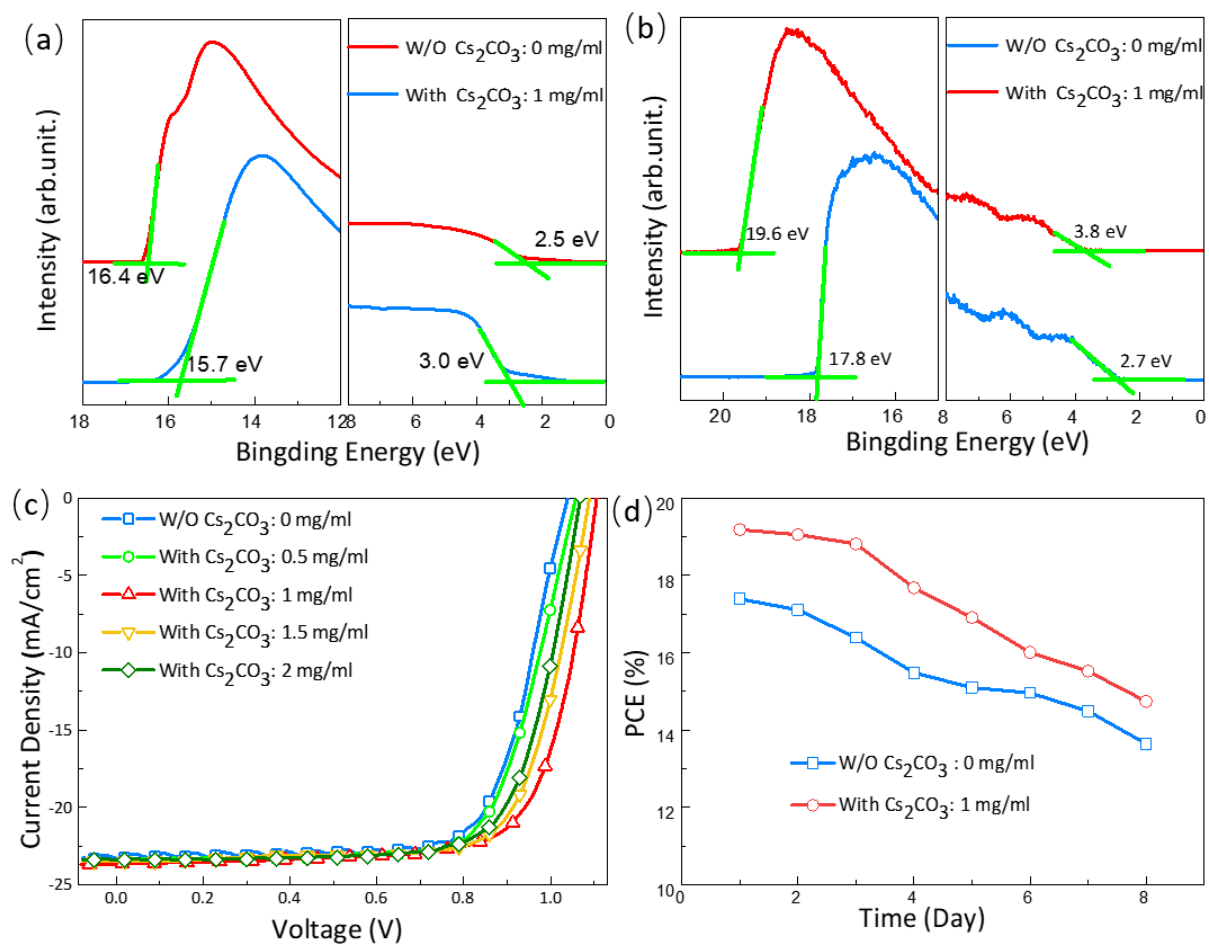 (a)
W/O Cs2CO3: 0 mg/ml
With Cs2CO3: 1 mg/ml
Intensity (arb.unit.)
16.4 eV
15.7 eV
2.5 eV
3.0 eV
18 16 14 12 8 6 4 2 0
Bingding Energy (eV)
(b)
W/O Cs2CO3: 0 mg/ml
With Cs2CO3: 1 mg/ml
Intensity (arb.unit.)
19.6 eV
17.8 eV
3.8 eV
2.7 eV
20 18 16 8 6 4 2 0
Bingding Energy (eV)
(c)
W/O Cs2CO3: 0 mg/ml
With Cs2CO3: 0.5 mg/ml
With Cs2CO3: 1 mg/ml
With Cs2CO3: 1.5 mg/ml
With Cs2CO3: 2 mg/ml
Current Density (mA/cm2)
0
-5
-10
-15
-20
-25
0.0 0.2 0.4 0.6 0.8 1.0
Voltage (V)
(d)
PCE (%)
20
18
16
14
12
10
W/O Cs2CO3 : 0 mg/ml
With Cs2CO3: 1 mg/ml
0 2 4 6 8
Time (Day)